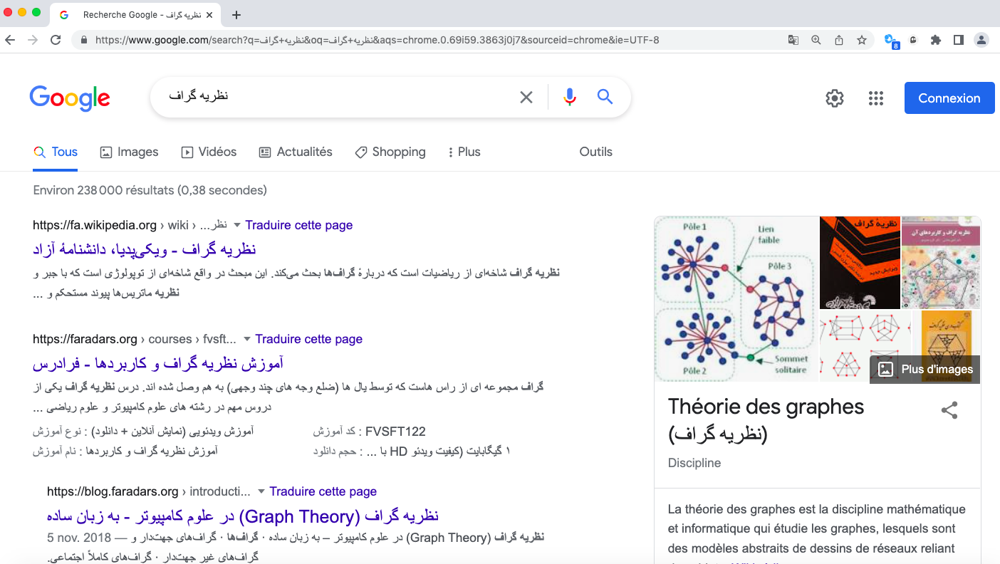 Recherche Google - نظریه گراف
https://www.google.com/search?q=نظریه+گراف&oq=نظریه+گراف&aqs=chrome.0.69i59.3863j0j7&sourceid=chrome&ie=UTF-8
8
Google
نظریه گراف
Connexion
Tous
Images
Vidéos
Actualités
Shopping
Plus
Outils
Environ 238 000 résultats (0,38 secondes)
https://fa.wikipedia.org › wiki › ...نظر
Traduire cette page
نظریه گراف - ویکی‌پدیا، دانشنامهٔ آزاد
نظریه گراف شاخه‌ای از ریاضیات است که دربارهٔ گراف‌ها بحث می‌کند. این مبحث در واقع شاخه‌ای از توپولوژی است که با جبر و
نظریه ماتریس‌ها پیوند مستحکم و ...
https://faradars.org › courses › fvsft...
Traduire cette page
آموزش نظریه گراف و کاربردها - فرادرس
گراف مجموعه ای از راس هاست که توسط یال ها (ضلع وجه های چند وجهی) به هم وصل شده اند. درس نظریه گراف یکی از
دروس مهم در رشته های علوم کامپیوتر و علوم ریاضی ...
نوع آموزش : آموزش ویدئویی (نمایش آنلاین + دانلود)
کد آموزش : FVSFT122
نام آموزش : آموزش نظریه گراف و کاربردها
حجم دانلود : ۱ گیگابایت (کیفیت ویدئو HD با ...
https://blog.faradars.org › introducti...
Traduire cette page
نظریه گراف (Graph Theory) در علوم کامپیوتر - به زبان ساده
5 nov. 2018 — نظریه گراف (Graph Theory) در علوم کامپیوتر – به زبان ساده · گراف‌ها · گراف‌های جهت‌دار و
گراف‌های غیر جهت‌دار · گراف‌های کاملاً اجتماعی.
Pôle 1
Lien
faible
Pôle 3
Pôle 2
Sommet
solitaire
نظریهٔ گراف
نظریه گراف و کاربردهای آن
Plus d'images
Théorie des graphes
(نظریه گراف)
Discipline
La théorie des graphes est la discipline mathématique
et informatique qui étudie les graphes, lesquels sont
des modèles abstraits de dessins de réseaux reliant